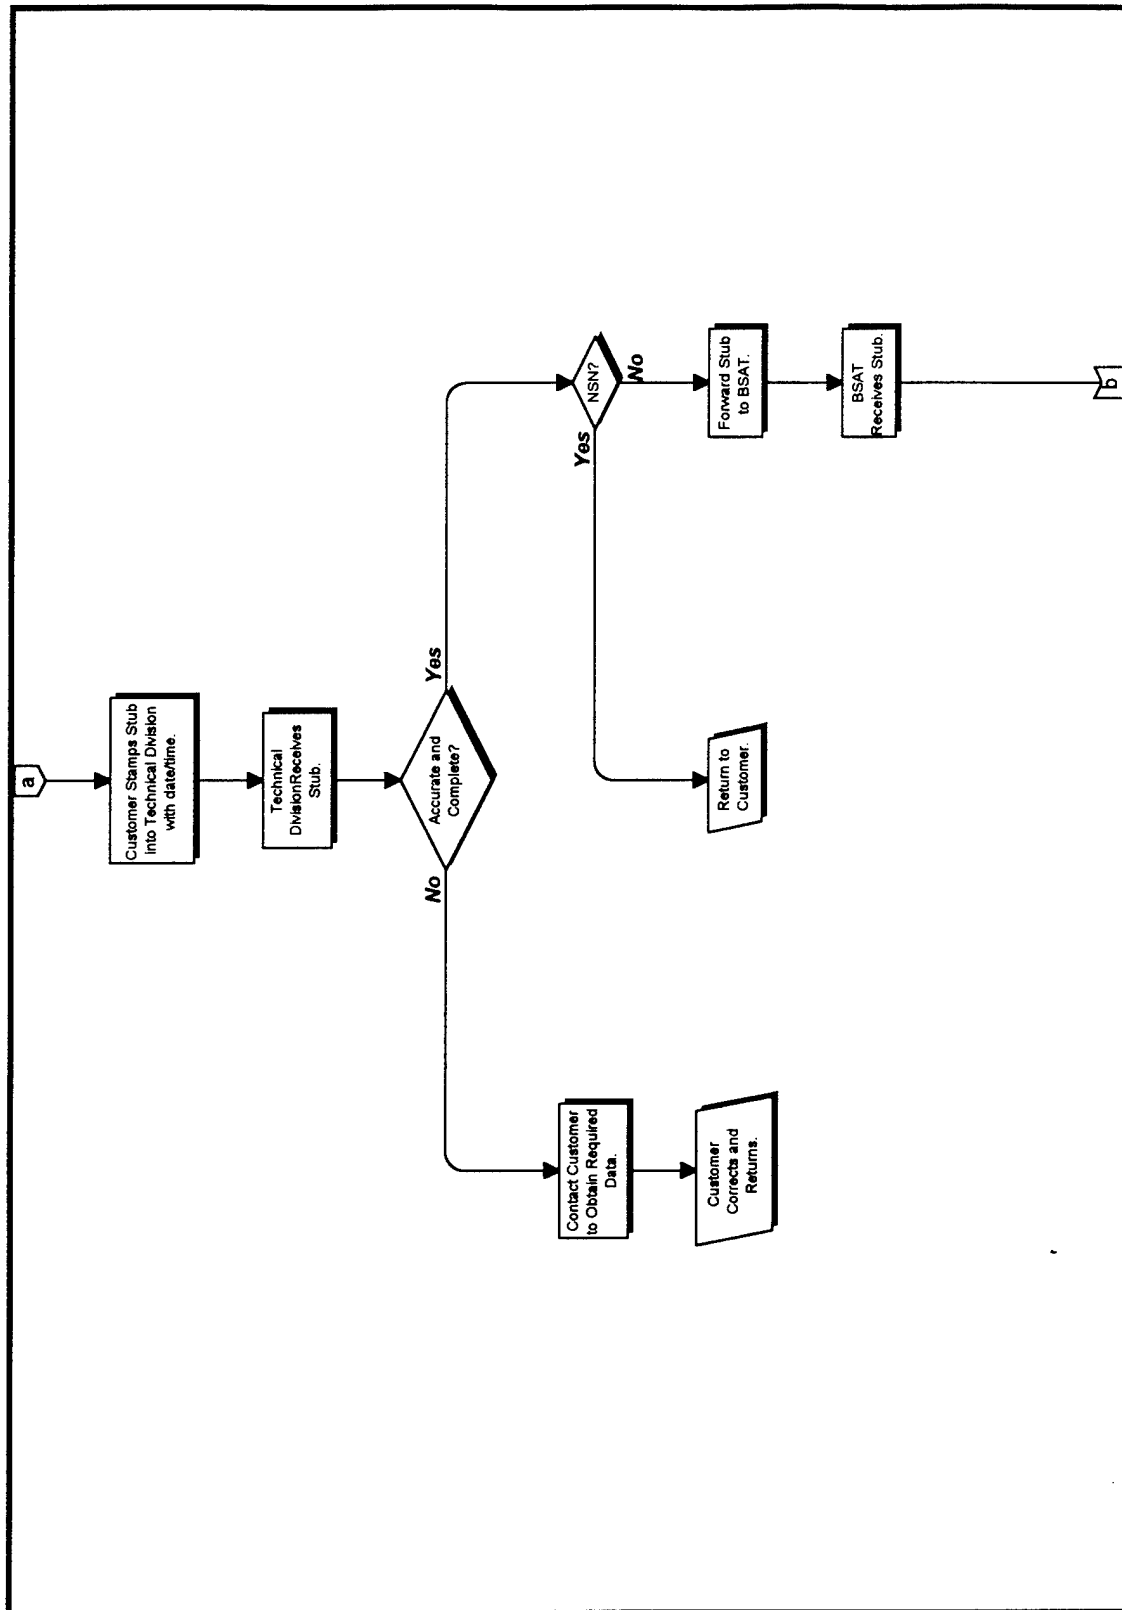 a
Customer Stamps Stub
into Technical Division
with date/time.
Technical
DivisionReceives
Stub.
Accurate and
Complete?
No
Yes
Contact Customer
to Obtain Required
Data.
Customer
Corrects and
Returns.
NSN?
Yes
No
Return to
Customer.
Forward Stub
to BSAT.
BSAT
Receives Stub.
b